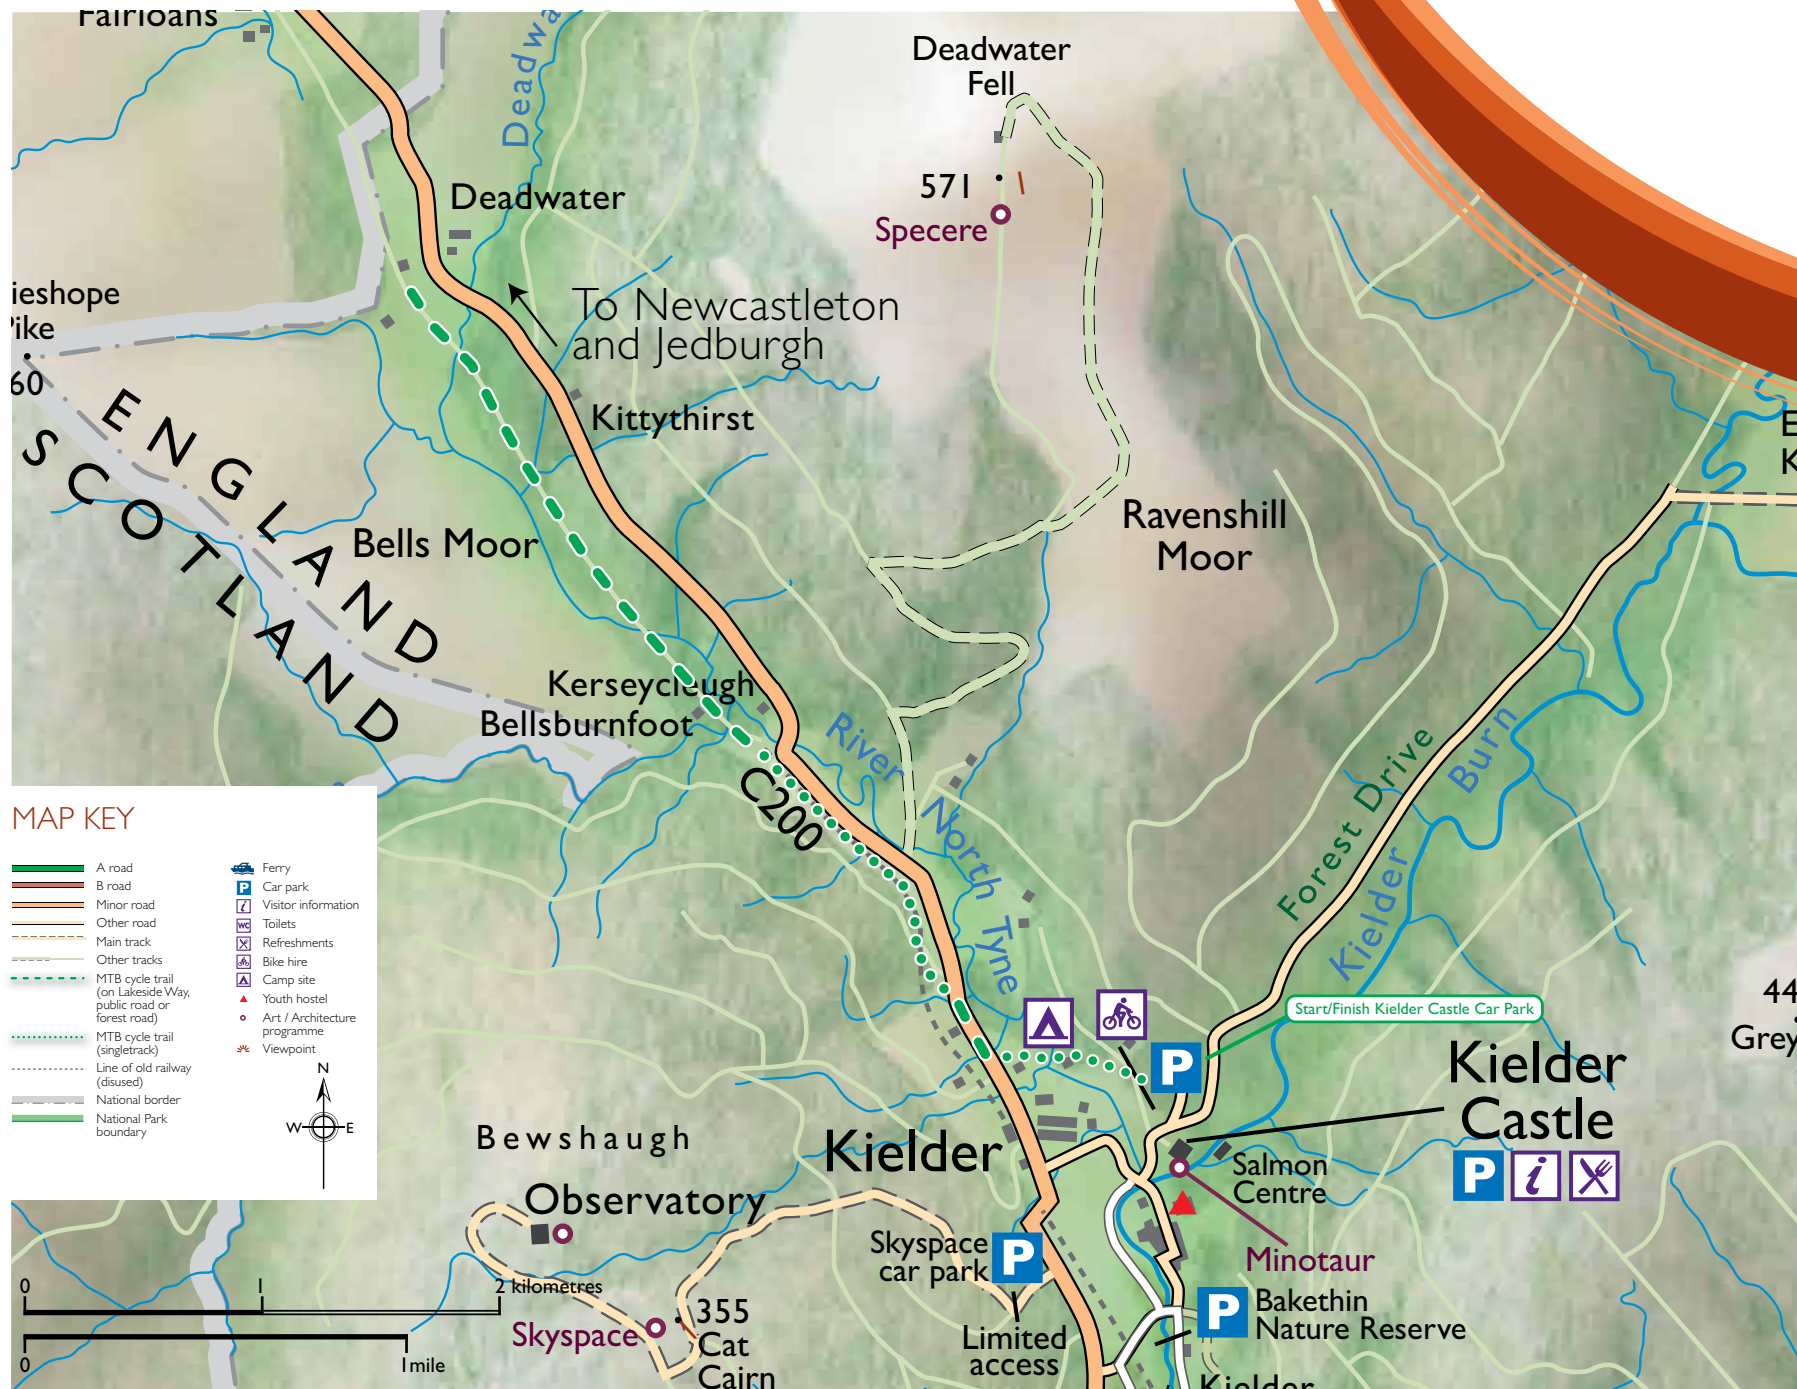 Fairloans
Deadwa
Deadwater
Fell
571
Specere
Deadwater
To Newcastleton
and Jedburgh
ieshope
Pike
60
Kittythirst
ENGLAND
SCOTLAND
Bells Moor
Ravenshill
Moor
E
K
Kerseycleugh
Bellsburnfoot
River North Tyne
C200
Forest Drive
Kielder Burn
Start/Finish Kielder Castle Car Park
P
44
Grey
Kielder
Castle
P i
Salmon
Centre
Minotaur
Kielder
Bewshaugh
Observatory
Skyspace
car park
P
Limited
access
P
Bakethin
Nature Reserve
Kielder
Skyspace
355
Cat
Cairn
MAP KEY
A road
B road
Minor road
Other road
Main track
Other tracks
MTB cycle trail
(on Lakeside Way,
public road or
forest road)
MTB cycle trail
(singletrack)
Line of old railway
(disused)
National border
National Park
boundary
Ferry
P Car park
i Visitor information
WC Toilets
Refreshments
Bike hire
Camp site
Youth hostel
Art / Architecture
programme
Viewpoint
N
W E
0 1 2 kilometres
0 1 mile